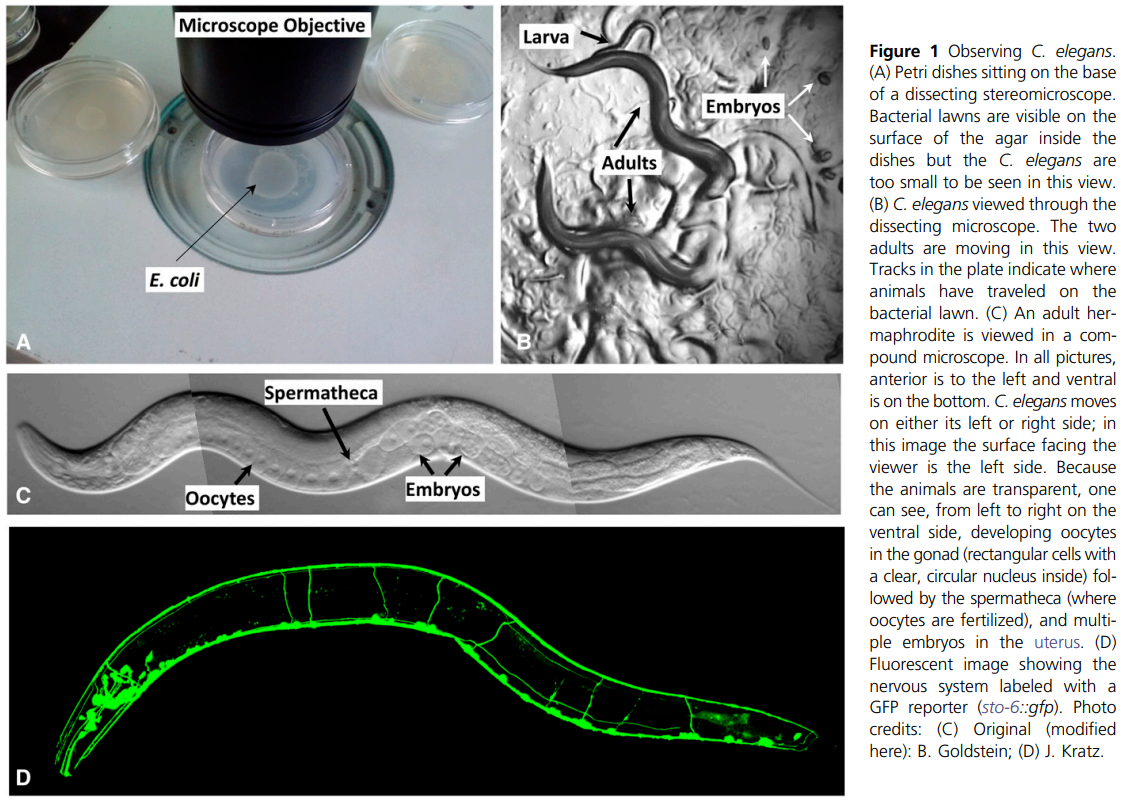 Microscope Objective
E. coli
A
Larva
Embryos
Adults
B
Spermatheca
Oocytes
Embryos
C
D
Figure 1 Observing C. elegans.
(A) Petri dishes sitting on the base
of a dissecting stereomicroscope.
Bacterial lawns are visible on the
surface of the agar inside the
dishes but the C. elegans are
too small to be seen in this view.
(B) C. elegans viewed through the
dissecting microscope. The two
adults are moving in this view.
Tracks in the plate indicate where
animals have traveled on the
bacterial lawn. (C) An adult her-
maphrodite is viewed in a com-
pound microscope. In all pictures,
anterior is to the left and ventral
is on the bottom. C. elegans moves
on either its left or right side; in
this image the surface facing the
viewer is the left side. Because
the animals are transparent, one
can see, from left to right on the
ventral side, developing oocytes
in the gonad (rectangular cells with
a clear, circular nucleus inside) fol-
lowed by the spermatheca (where
oocytes are fertilized), and multi-
ple embryos in the uterus. (D)
Fluorescent image showing the
nervous system labeled with a
GFP reporter (sto-6::gfp). Photo
credits: (C) Original (modified
here): B. Goldstein; (D) J. Kratz.